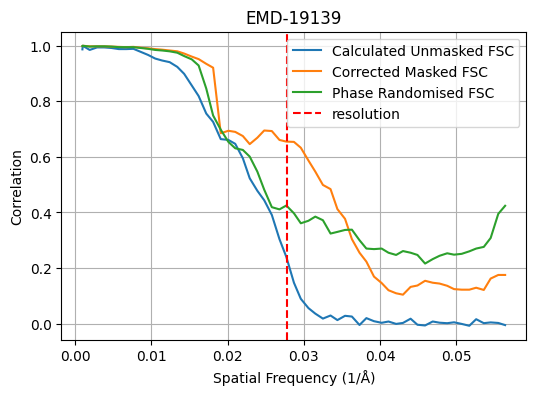 EMD-19139
Correlation
1.0
0.8
0.6
0.4
0.2
0.0
Calculated Unmasked FSC
Corrected Masked FSC
Phase Randomised FSC
resolution
0.00 0.01 0.02 0.03 0.04 0.05
Spatial Frequency (1/Å)